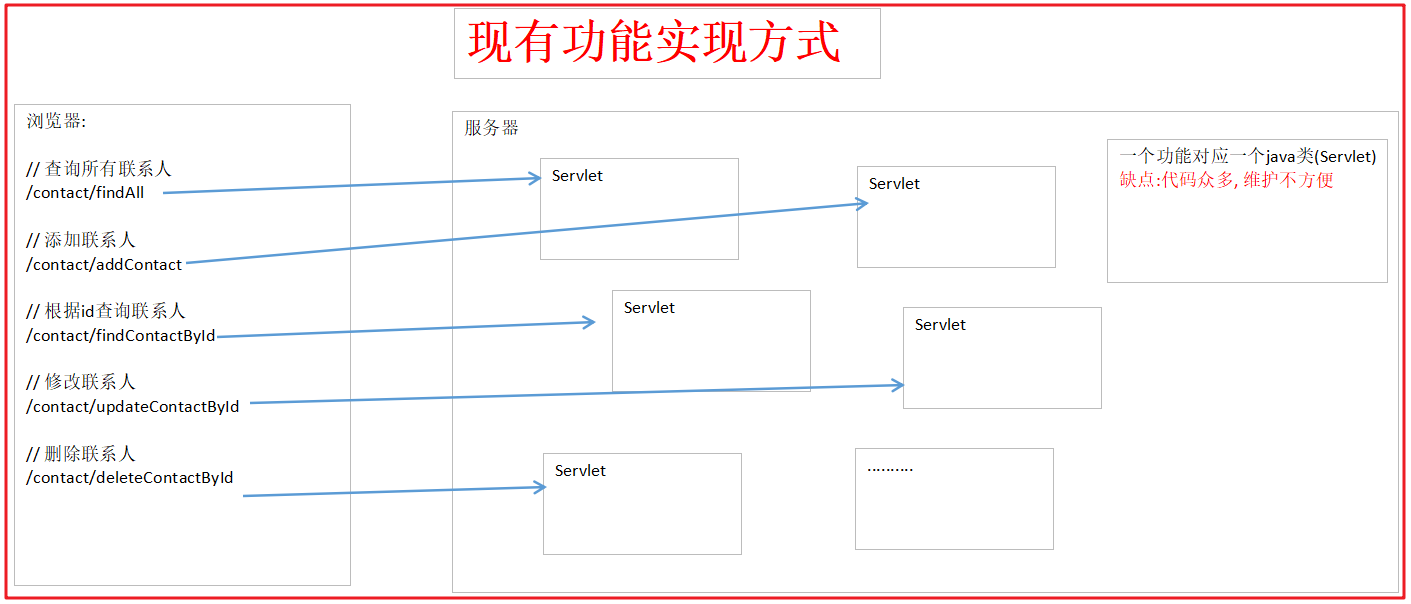 现有功能实现方式
浏览器:
// 查询所有联系人
/contact/findAll
// 添加联系人
/contact/addContact
// 根据id查询联系人
/contact/findContactById
// 修改联系人
/contact/updateContactById
// 删除联系人
/contact/deleteContactById
服务器
Servlet
Servlet
Servlet
Servlet
Servlet
..........
一个功能对应一个java类(Servlet)
缺点:代码众多, 维护不方便